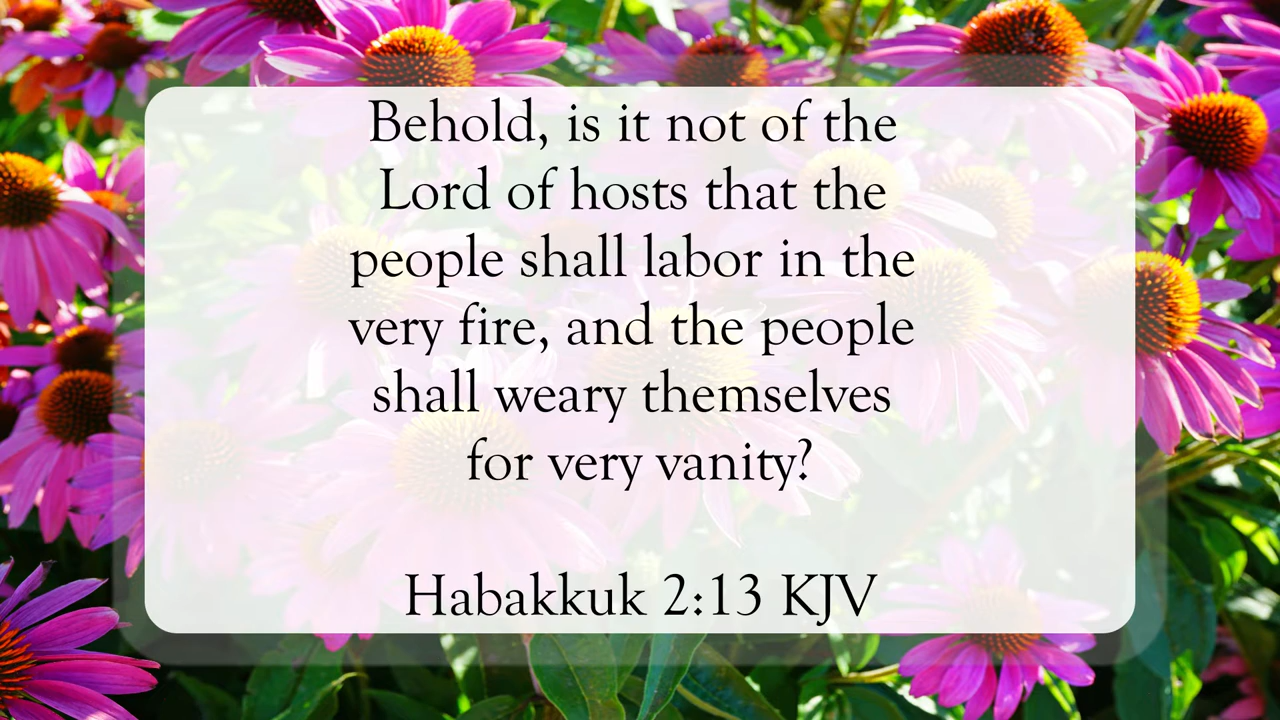 Behold, is it not of the
Lord of hosts that the
people shall labor in the
very fire, and the people
shall weary themselves
for very vanity?
Habakkuk 2:13 KJV